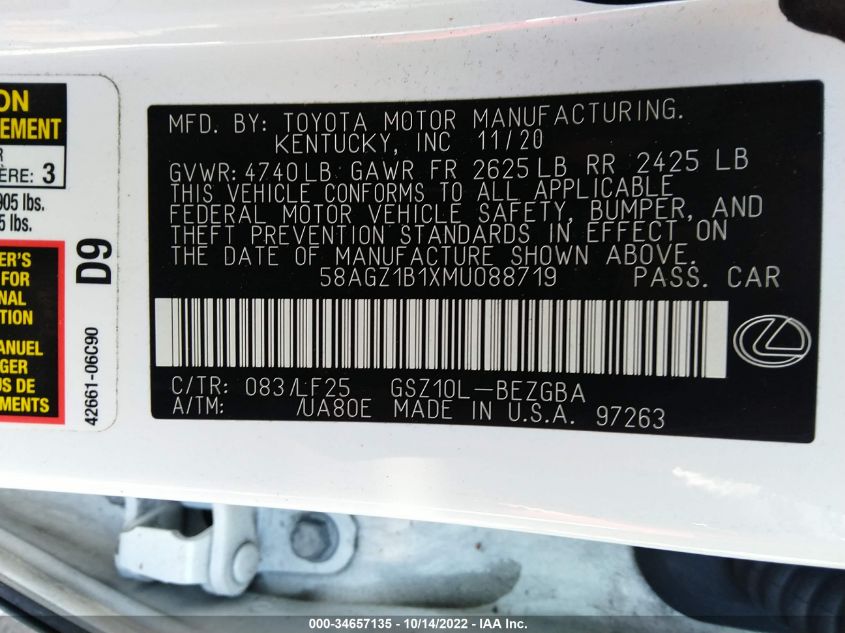 ON
EMENT
R
ÈRE: 3
905 lbs.
5 lbs.
ER'S
FOR
NAL
TION
ANUEL
GER
US DE
MENTS
D9
42661-06C90
MFD. BY: TOYOTA MOTOR MANUFACTURING.
KENTUCKY, INC 11/20
GVWR: 4740 LB GAWR FR 2625 LB RR 2425 LB
THIS VEHICLE CONFORMS TO ALL APPLICABLE
FEDERAL MOTOR VEHICLE SAFETY, BUMPER, AND
THEFT PREVENTION STANDARDS IN EFFECT ON
THE DATE OF MANUFACTURE SHOWN ABOVE.
58AGZ1B1XMU088719 PASS. CAR
C/TR: 083/LF25 GSZ10L-BEZGBA
A/TM: /UA80E MADE IN U.S.A. 97263
000-34657135 - 10/14/2022 - IAA Inc.